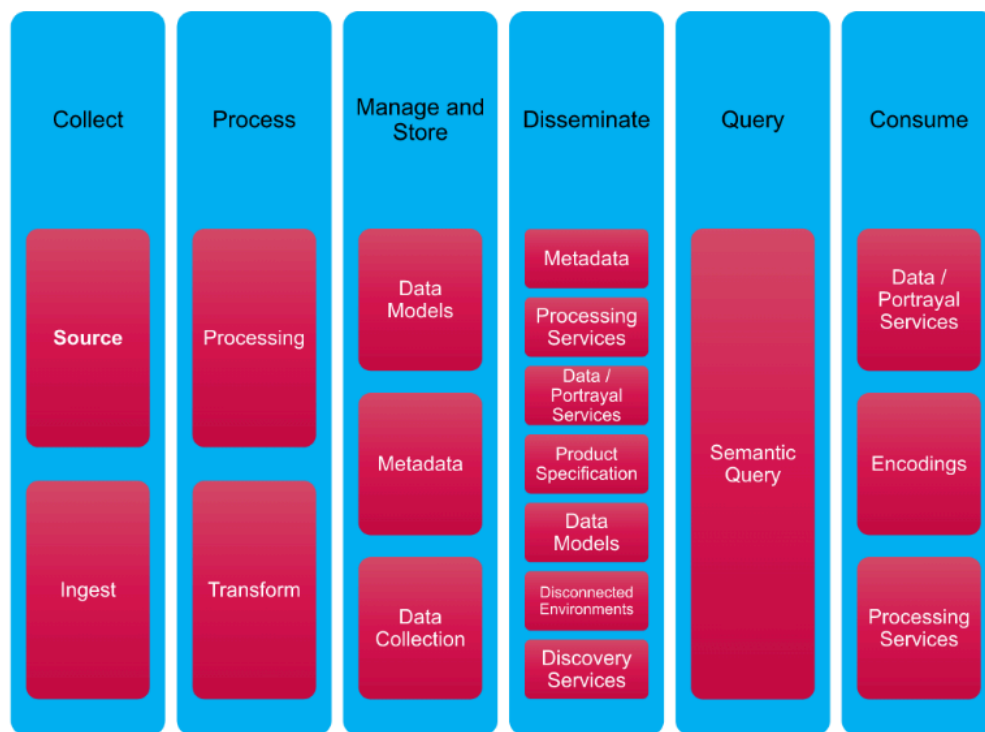 Collect
Process
Manage and
Store
Disseminate
Query
Consume
Source
Ingest
Processing
Transform
Data
Models
Metadata
Data
Collection
Metadata
Processing
Services
Data /
Portrayal
Services
Product
Specification
Data
Models
Disconnected
Environments
Discovery
Services
Semantic
Query
Data /
Portrayal
Services
Encodings
Processing
Services